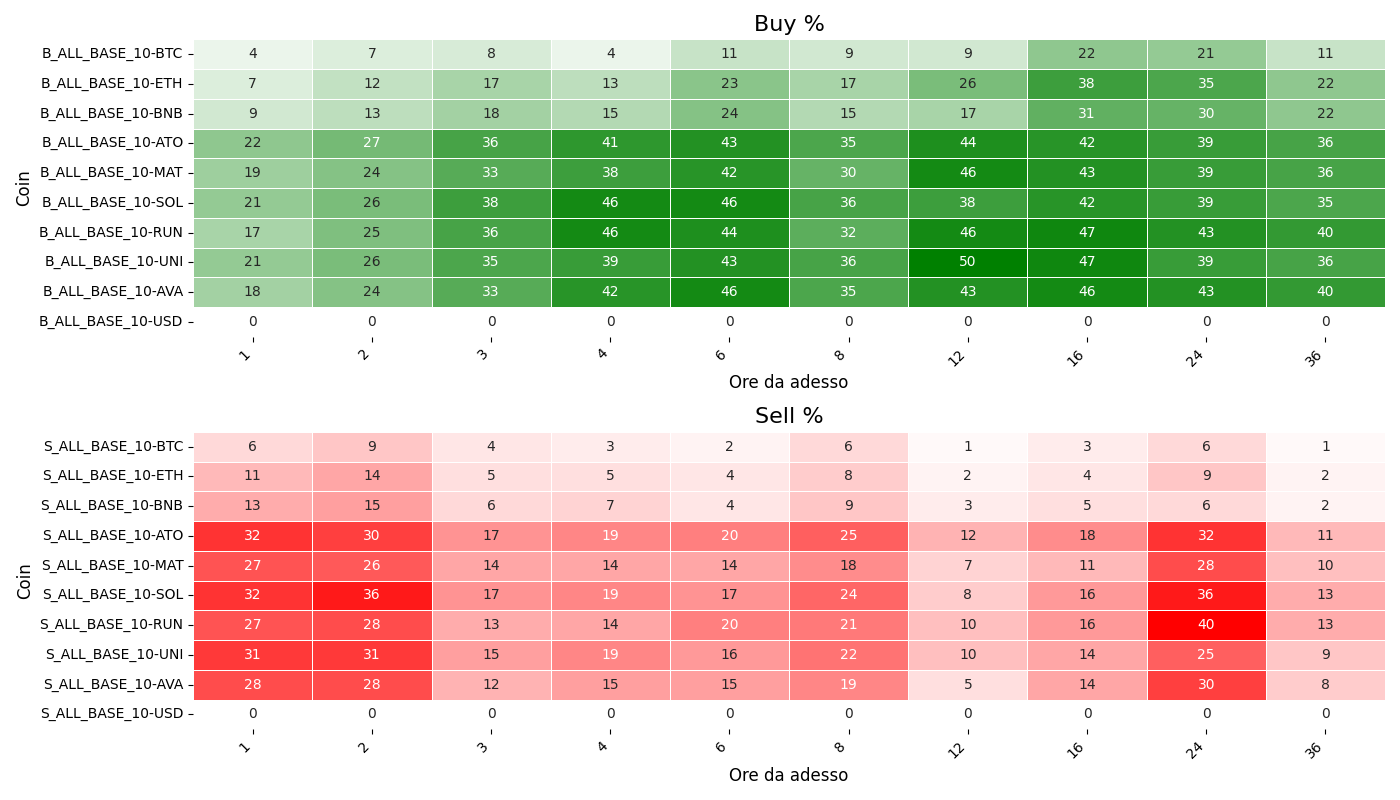 Buy %
Coin
B_ALL_BASE_10-BTC 4 7 8 4 11 9 9 22 21 11
B_ALL_BASE_10-ETH 7 12 17 13 23 17 26 38 35 22
B_ALL_BASE_10-BNB 9 13 18 15 24 15 17 31 30 22
B_ALL_BASE_10-ATO 22 27 36 41 43 35 44 42 39 36
B_ALL_BASE_10-MAT 19 24 33 38 42 30 46 43 39 36
B_ALL_BASE_10-SOL 21 26 38 46 46 36 38 42 39 35
B_ALL_BASE_10-RUN 17 25 36 46 44 32 46 47 43 40
B_ALL_BASE_10-UNI 21 26 35 39 43 36 50 47 39 36
B_ALL_BASE_10-AVA 18 24 33 42 46 35 43 46 43 40
B_ALL_BASE_10-USD 0 0 0 0 0 0 0 0 0 0
1 2 3 4 6 8 12 16 24 36
Ore da adesso
Sell %
Coin
S_ALL_BASE_10-BTC 6 9 4 3 2 6 1 3 6 1
S_ALL_BASE_10-ETH 11 14 5 5 4 8 2 4 9 2
S_ALL_BASE_10-BNB 13 15 6 7 4 9 3 5 6 2
S_ALL_BASE_10-ATO 32 30 17 19 20 25 12 18 32 11
S_ALL_BASE_10-MAT 27 26 14 14 14 18 7 11 28 10
S_ALL_BASE_10-SOL 32 36 17 19 17 24 8 16 36 13
S_ALL_BASE_10-RUN 27 28 13 14 20 21 10 16 40 13
S_ALL_BASE_10-UNI 31 31 15 19 16 22 10 14 25 9
S_ALL_BASE_10-AVA 28 28 12 15 15 19 5 14 30 8
S_ALL_BASE_10-USD 0 0 0 0 0 0 0 0 0 0
1 2 3 4 6 8 12 16 24 36
Ore da adesso